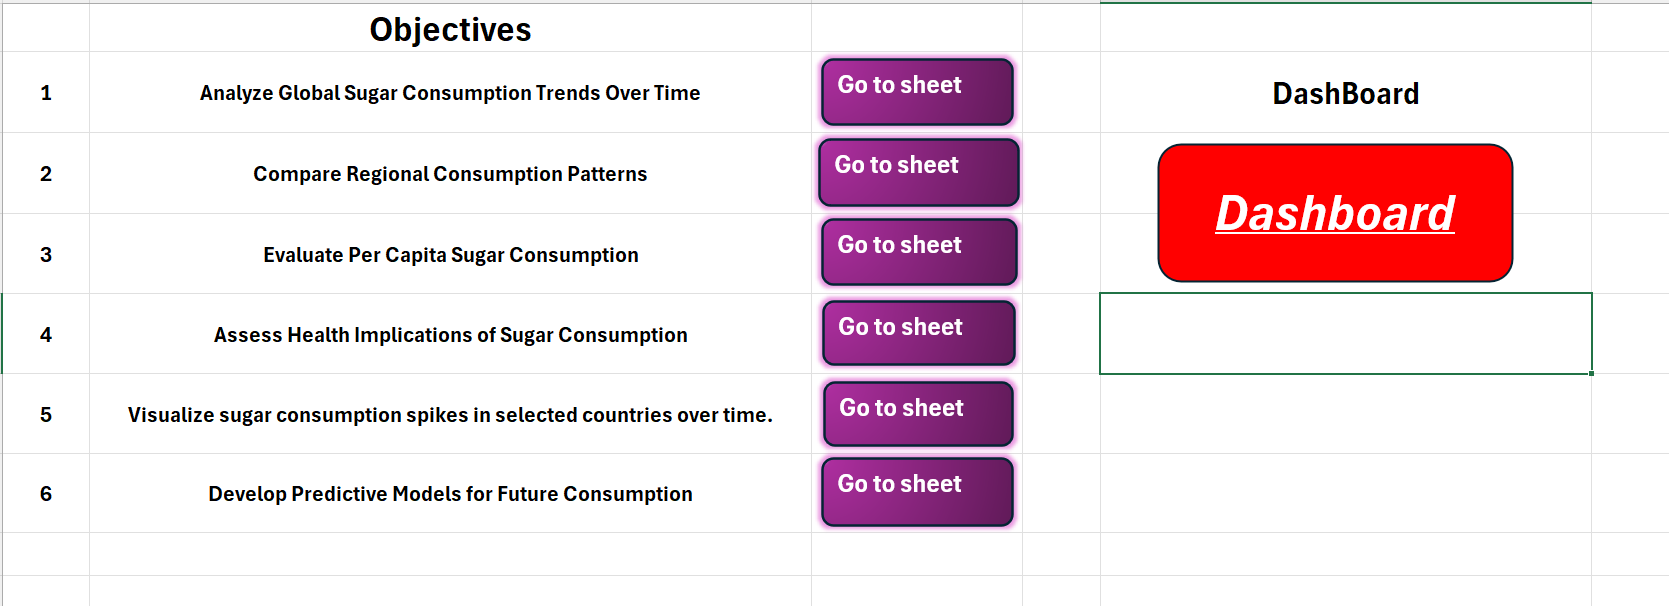 Objectives
1 Analyze Global Sugar Consumption Trends Over Time Go to sheet DashBoard
2 Compare Regional Consumption Patterns Go to sheet
Dashboard
3 Evaluate Per Capita Sugar Consumption Go to sheet
4 Assess Health Implications of Sugar Consumption Go to sheet
5 Visualize sugar consumption spikes in selected countries over time. Go to sheet
6 Develop Predictive Models for Future Consumption Go to sheet